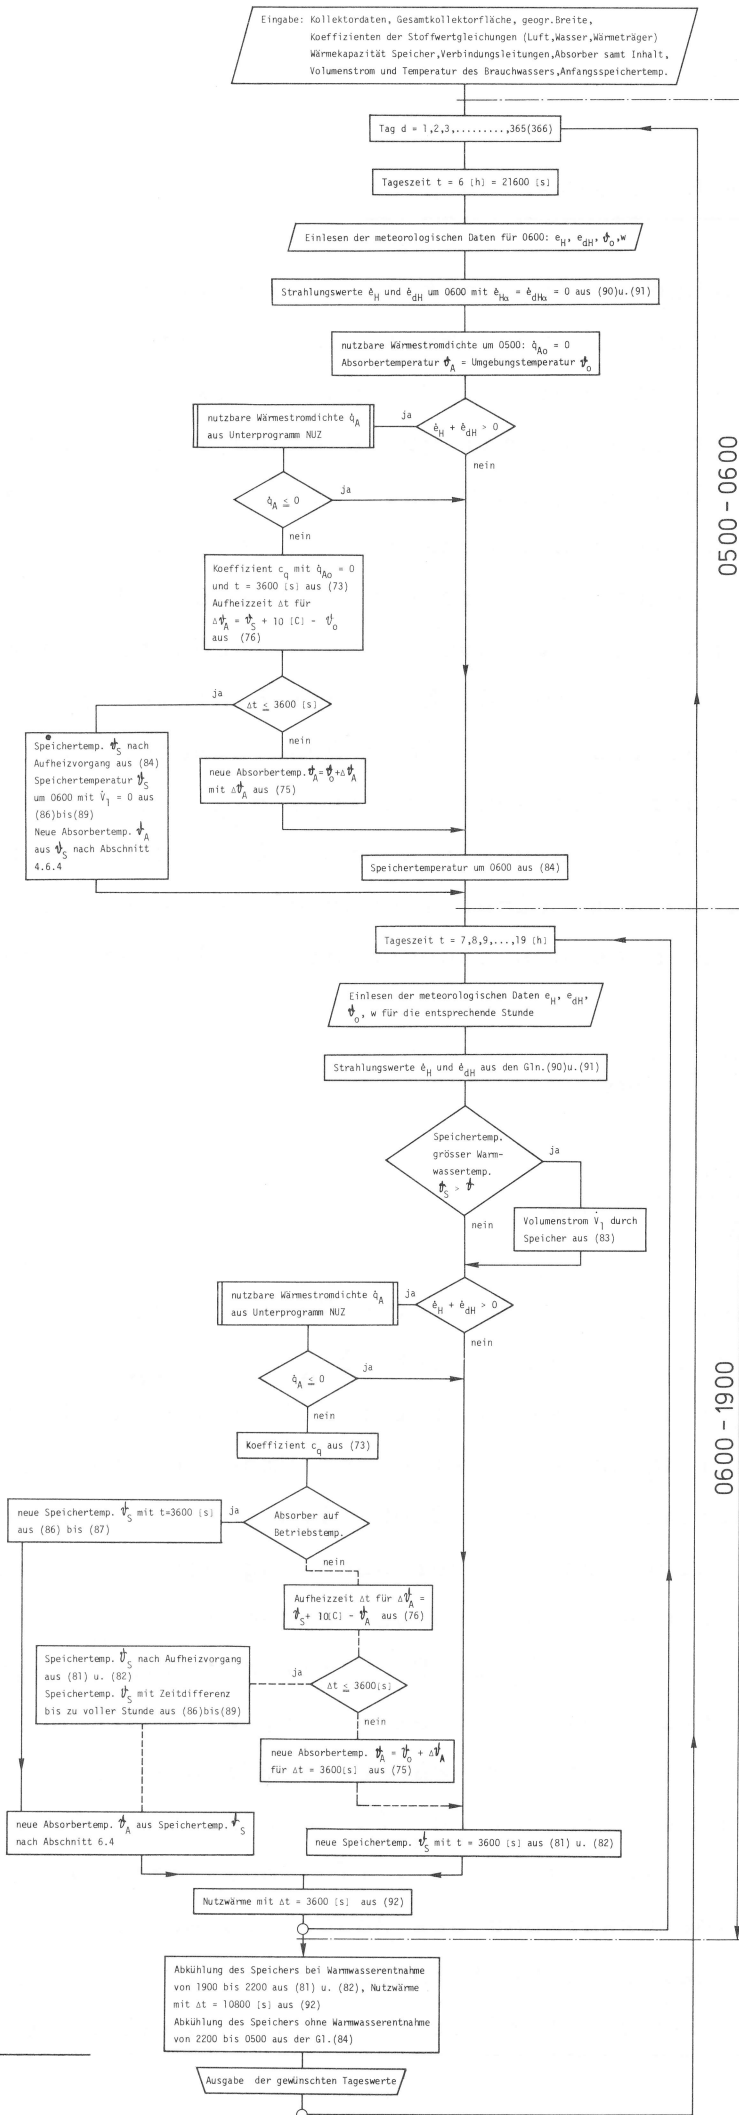 Eingabe: Kollektordaten, Gesamtkollektorfläche, geogr.Breite,
Koeffizienten der Stoffwertgleichungen (Luft,Wasser,Wärmeträger)
Wärmekapazität Speicher,Verbindungsleitungen, Absorber samt Inhalt,
Volumenstrom und Temperatur des Brauchwassers,Anfangsspeichertemp.
Tag d = 1,2,3,.........,365(366)
Tageszeit t = 6 [h] = 21600 [s]
Einlesen der meteorologischen Daten für 0600: e_H, e_dH, ϑ_o,w
Strahlungswerte ė_H und ė_dH um 0600 mit ė_Hα = ė_dHα = 0 aus (90)u.(91)
nutzbare Wärmestromdichte um 0500: q̇_Ao = 0
Absorbertemperatur ϑ_A = Umgebungstemperatur ϑ_o
nutzbare Wärmestromdichte q̇_A
aus Unterprogramm NUZ
ja
ė_H + ė_dH > 0
nein
q̇_A ≤ 0
ja
nein
0500 - 0600
Koeffizient c_q mit q̇_Ao = 0
und t = 3600 [s] aus (73)
Aufheizzeit Δt für
Δϑ_A = ϑ_S + 10 [C] - ϑ_o
aus (76)
ja
Δt ≤ 3600 [s]
nein
Speichertemp. ϑ_S nach
Aufheizvorgang aus (84)
Speichertemperatur ϑ_S
um 0600 mit V̇_1 = 0 aus
(86)bis(89)
Neue Absorbertemp. ϑ_A
aus ϑ_S nach Abschnitt
4.6.4
neue Absorbertemp. ϑ_A=ϑ_o+Δϑ_A
mit Δϑ_A aus (75)
Speichertemperatur um 0600 aus (84)
Tageszeit t = 7,8,9,...,19 [h]
Einlesen der meteorologischen Daten e_H, e_dH,
ϑ_o, w für die entsprechende Stunde
Strahlungswerte ė_H und ė_dH aus den Gln.(90)u.(91)
Speichertemp.
grösser Warm-
wassertemp.
ϑ_S > ϑ
ja
nein
Volumenstrom V̇_1 durch
Speicher aus (83)
nutzbare Wärmestromdichte q̇_A
aus Unterprogramm NUZ
ja
ė_H + ė_dH > 0
nein
q̇_A ≤ 0
ja
nein
0600 - 1900
Koeffizient c_q aus (73)
neue Speichertemp. ϑ_S mit t=3600 [s]
aus (86) bis (87)
ja
Absorber auf
Betriebstemp.
nein
Aufheizzeit Δt für Δϑ_A =
ϑ_S+ 10[C] - ϑ_A aus (76)
Speichertemp. ϑ_S nach Aufheizvorgang
aus (81) u. (82)
Speichertemp. ϑ_S mit Zeitdifferenz
bis zu voller Stunde aus (86)bis(89)
ja
Δt ≤ 3600[s]
nein
neue Absorbertemp. ϑ_A = ϑ_o + Δϑ_A
für Δt = 3600[s] aus (75)
neue Absorbertemp. ϑ_A aus Speichertemp. ϑ_S
nach Abschnitt 6.4
neue Speichertemp. ϑ_S mit t = 3600 [s] aus (81) u. (82)
Nutzwärme mit Δt = 3600 [s] aus (92)
Abkühlung des Speichers bei Warmwasserentnahme
von 1900 bis 2200 aus (81) u. (82), Nutzwärme
mit Δt = 10800 [s] aus (92)
Abkühlung des Speichers ohne Warmwasserentnahme
von 2200 bis 0500 aus der Gl.(84)
Ausgabe der gewünschten Tageswerte